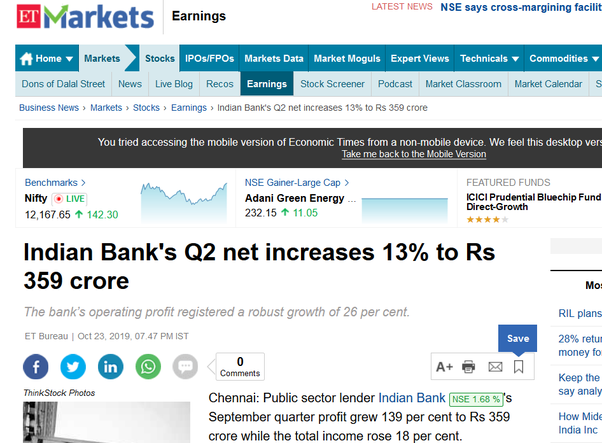 ET Markets
Earnings
LATEST NEWS NSE says cross-margining facilit
Home
Markets
Stocks
IPOs/FPOs
Markets Data
Market Moguls
Expert Views
Technicals
Commodities
Dons of Dalal Street
News
Live Blog
Recos
Earnings
Stock Screener
Podcast
Market Classroom
Market Calendar
S
Business News › Markets › Stocks › Earnings › Indian Bank's Q2 net increases 13% to Rs 359 crore
You tried accessing the mobile version of Economic Times from a non-mobile device. We feel this desktop vers
Take me back to the Mobile Version
Benchmarks >
Nifty LIVE
12,167.65 ↑ 142.30
NSE Gainer-Large Cap >
Adani Green Energy ...
232.15 ↑ 11.05
FEATURED FUNDS
ICICI Prudential Bluechip Fund
Direct-Growth
★★★★★
Indian Bank's Q2 net increases 13% to Rs
359 crore
The bank's operating profit registered a robust growth of 26 per cent.
ET Bureau | Oct 23, 2019, 07.47 PM IST
Save
0
Comments
A+
ThinkStock Photos
Chennai: Public sector lender Indian Bank NSE 1.68 % 's
September quarter profit grew 139 per cent to Rs 359
crore while the total income rose 18 per cent.
Mos
RIL plans
28% retur
money fo
Keep the
say analy
How Mide
India Inc